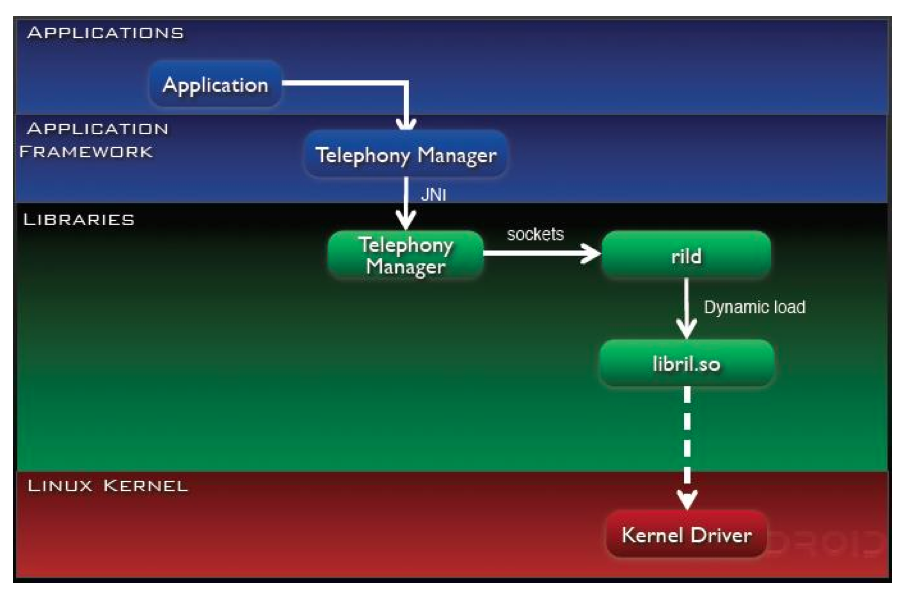 APPLICATIONS
Application
APPLICATION
FRAMEWORK
Telephony Manager
JNI
LIBRARIES
Telephony
Manager
sockets
rild
Dynamic load
libril.so
LINUX KERNEL
Kernel Driver
DROID